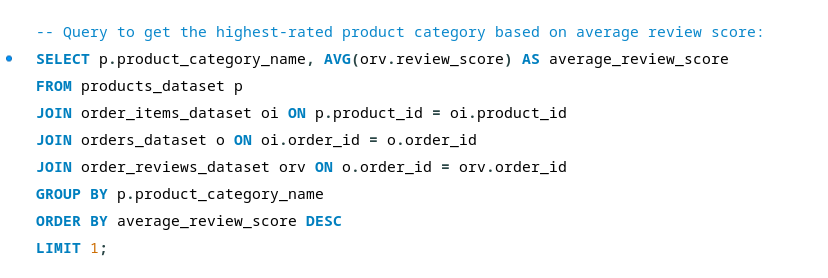 -- Query to get the highest-rated product category based on average review score:
SELECT p.product_category_name, AVG(orv.review_score) AS average_review_score
FROM products_dataset p
JOIN order_items_dataset oi ON p.product_id = oi.product_id
JOIN orders_dataset o ON oi.order_id = o.order_id
JOIN order_reviews_dataset orv ON o.order_id = orv.order_id
GROUP BY p.product_category_name
ORDER BY average_review_score DESC
LIMIT 1;